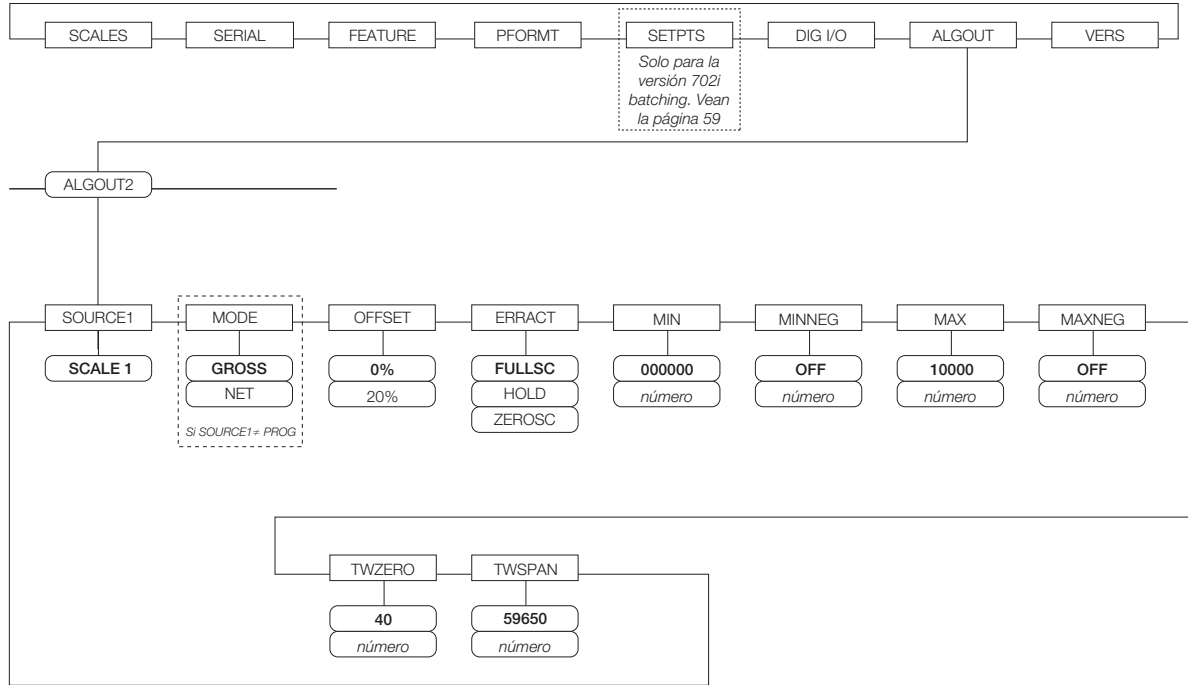 SCALES SERIAL FEATURE PFORMT SETPTS DIG I/O ALGOUT VERS
Solo para la
versión 702i
batching. Vean
la página 59
ALGOUT2
SOURCE1 MODE OFFSET ERRACT MIN MINNEG MAX MAXNEG
SCALE 1 GROSS 0% FULLSC 000000 OFF 10000 OFF
NET 20% HOLD número número número número
ZEROSC
Si SOURCE1≠ PROG
TWZERO TWSPAN
40 59650
número número